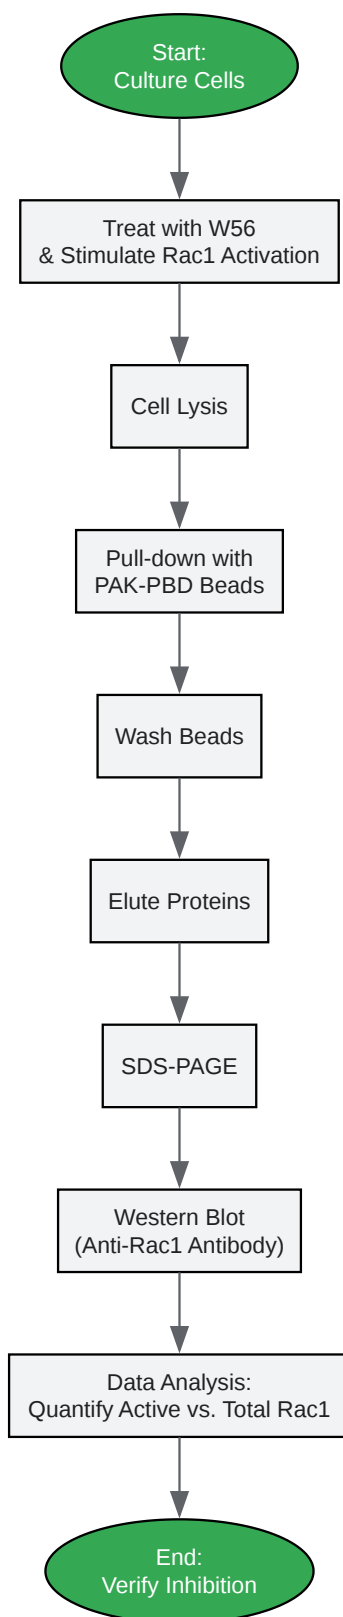 Start:
Culture Cells
Treat with W56
& Stimulate Rac1 Activation
Cell Lysis
Pull-down with
PAK-PBD Beads
Wash Beads
Elute Proteins
SDS-PAGE
Western Blot
(Anti-Rac1 Antibody)
Data Analysis:
Quantify Active vs. Total Rac1
End:
Verify Inhibition